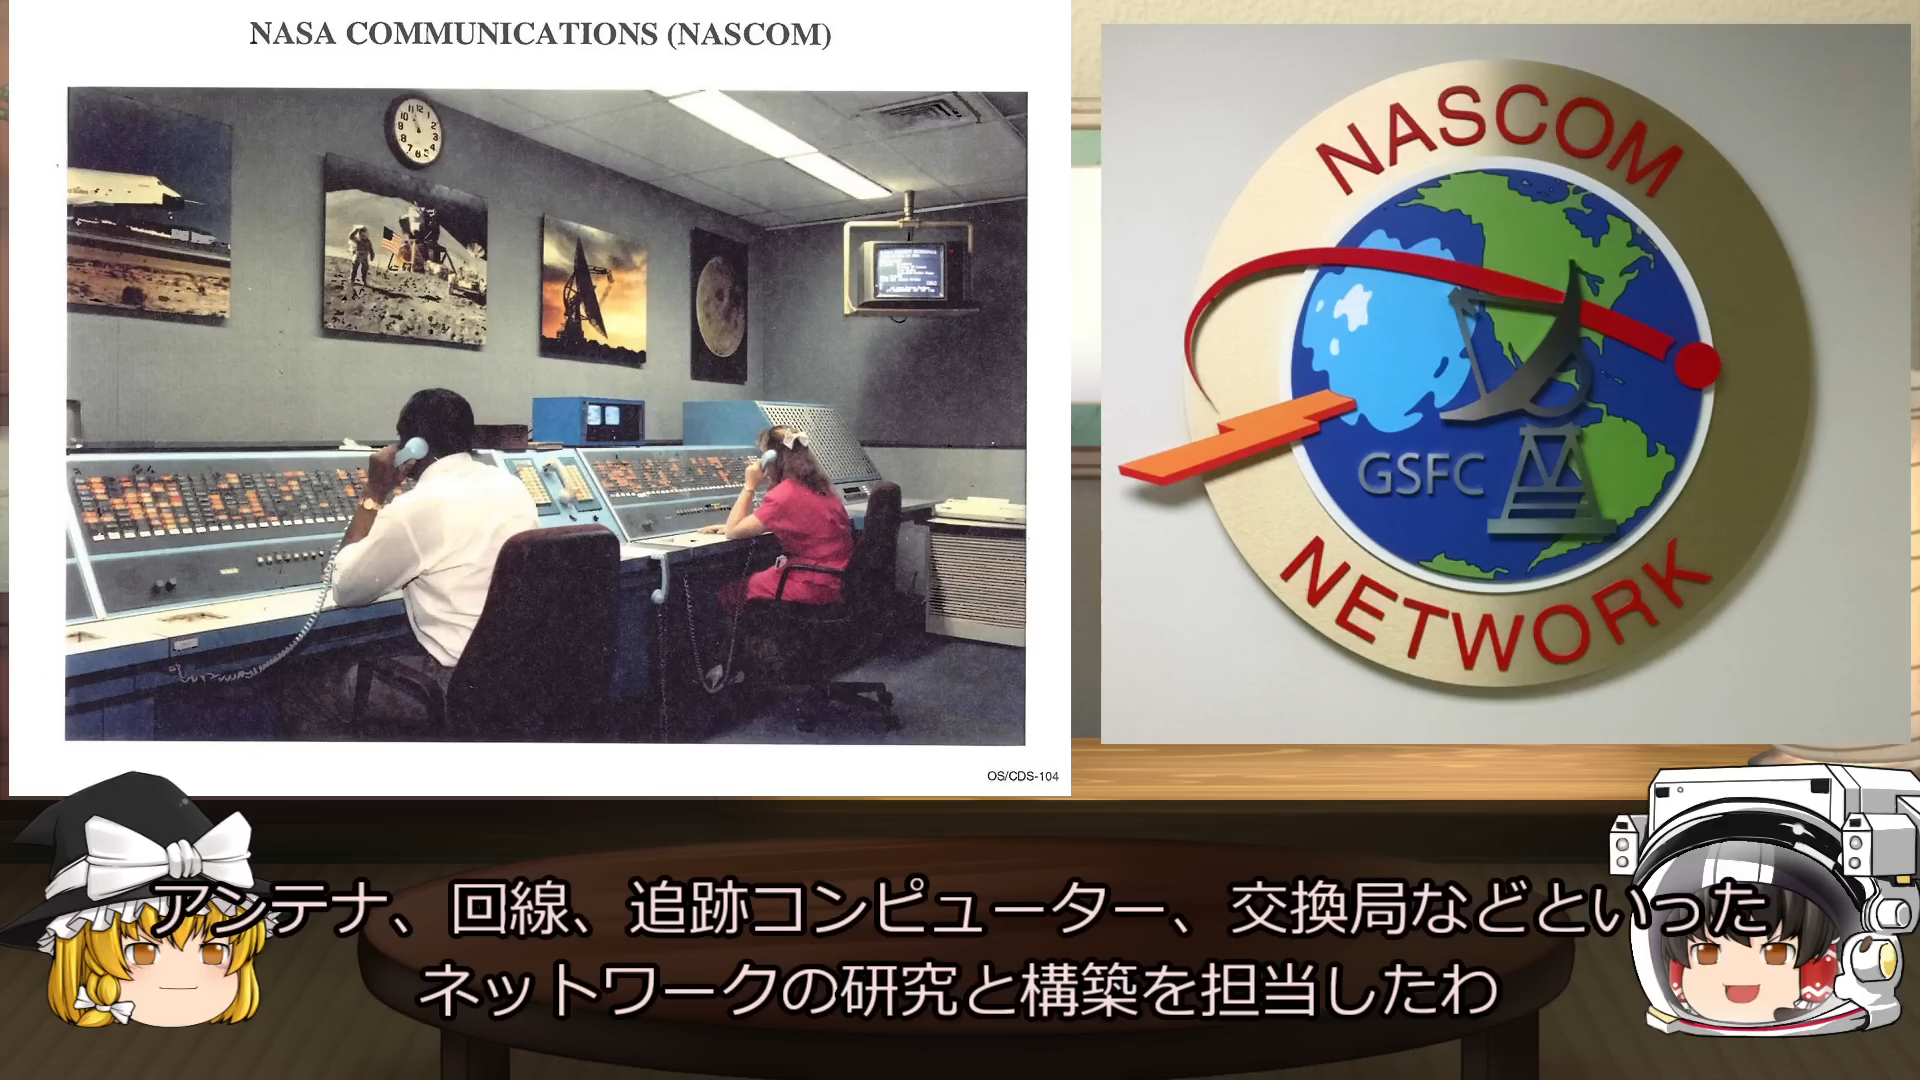 NASA COMMUNICATIONS (NASCOM)
NASCOM
GSFC
NETWORK
OS/CDS-104
アンテナ、回線、追跡コンピューター、交換局などといった
ネットワークの研究と構築を担当したわ